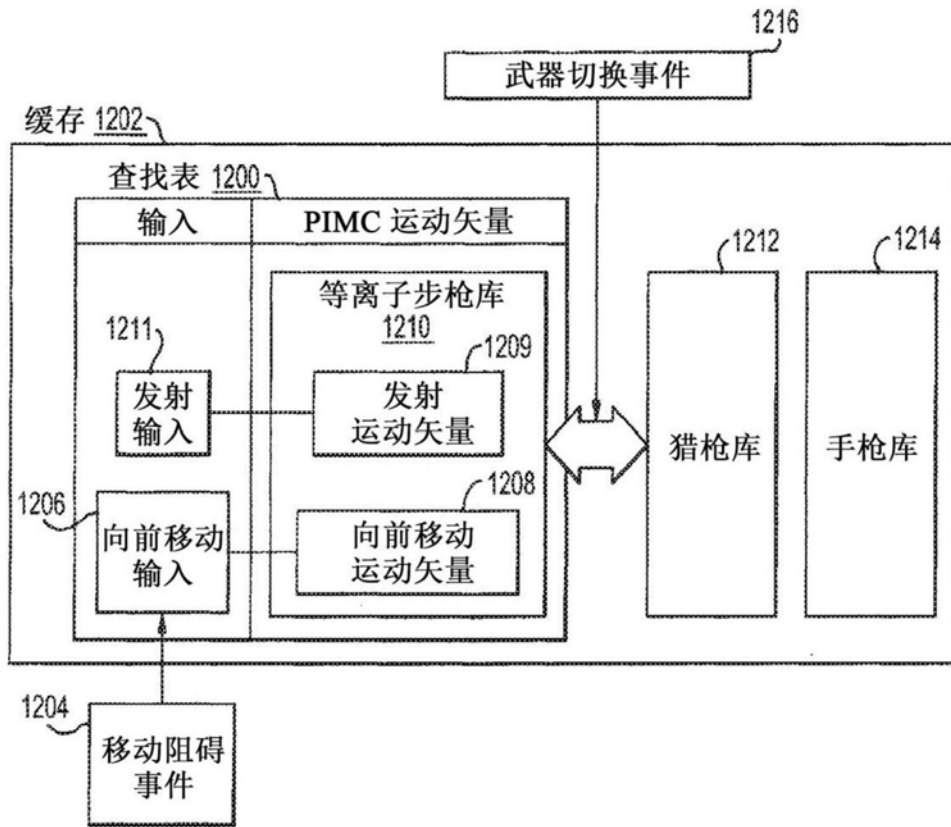 1216
武器切换事件
缓存 1202
查找表 1200
输入
PIMC 运动矢量
1212
1214
等离子步枪库
1210
1211
1209
发射
输入
发射
运动矢量
猎枪库
手枪库
1206
1208
向前移动
输入
向前移动
运动矢量
1204
移动阻碍
事件